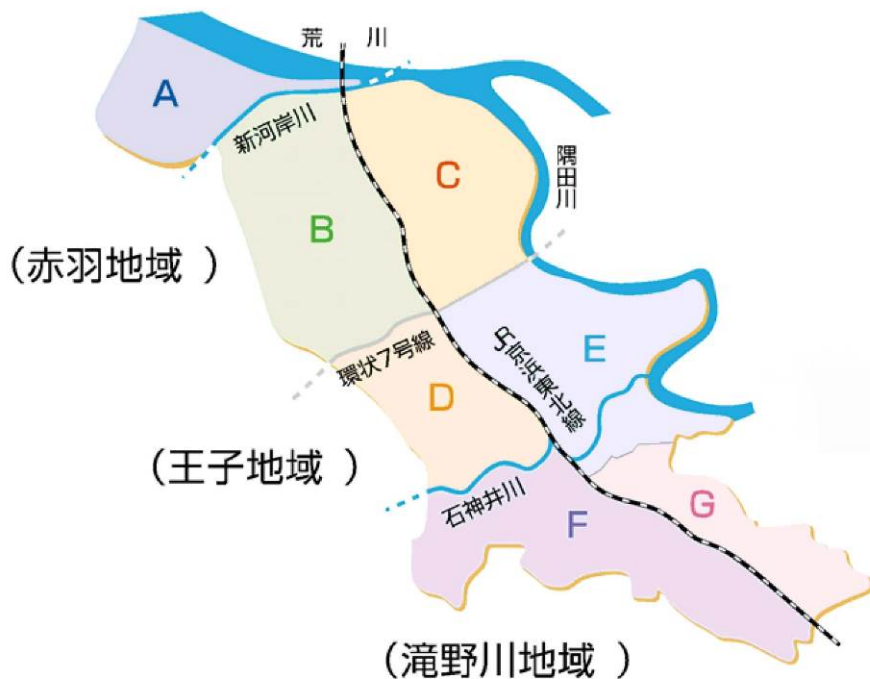 荒 川
A
新河岸川
C
隅田川
B
(赤羽地域 )
JR京浜東北線
E
環状7号線
D
(王子地域 )
石神井川
G
F
(滝野川地域 )